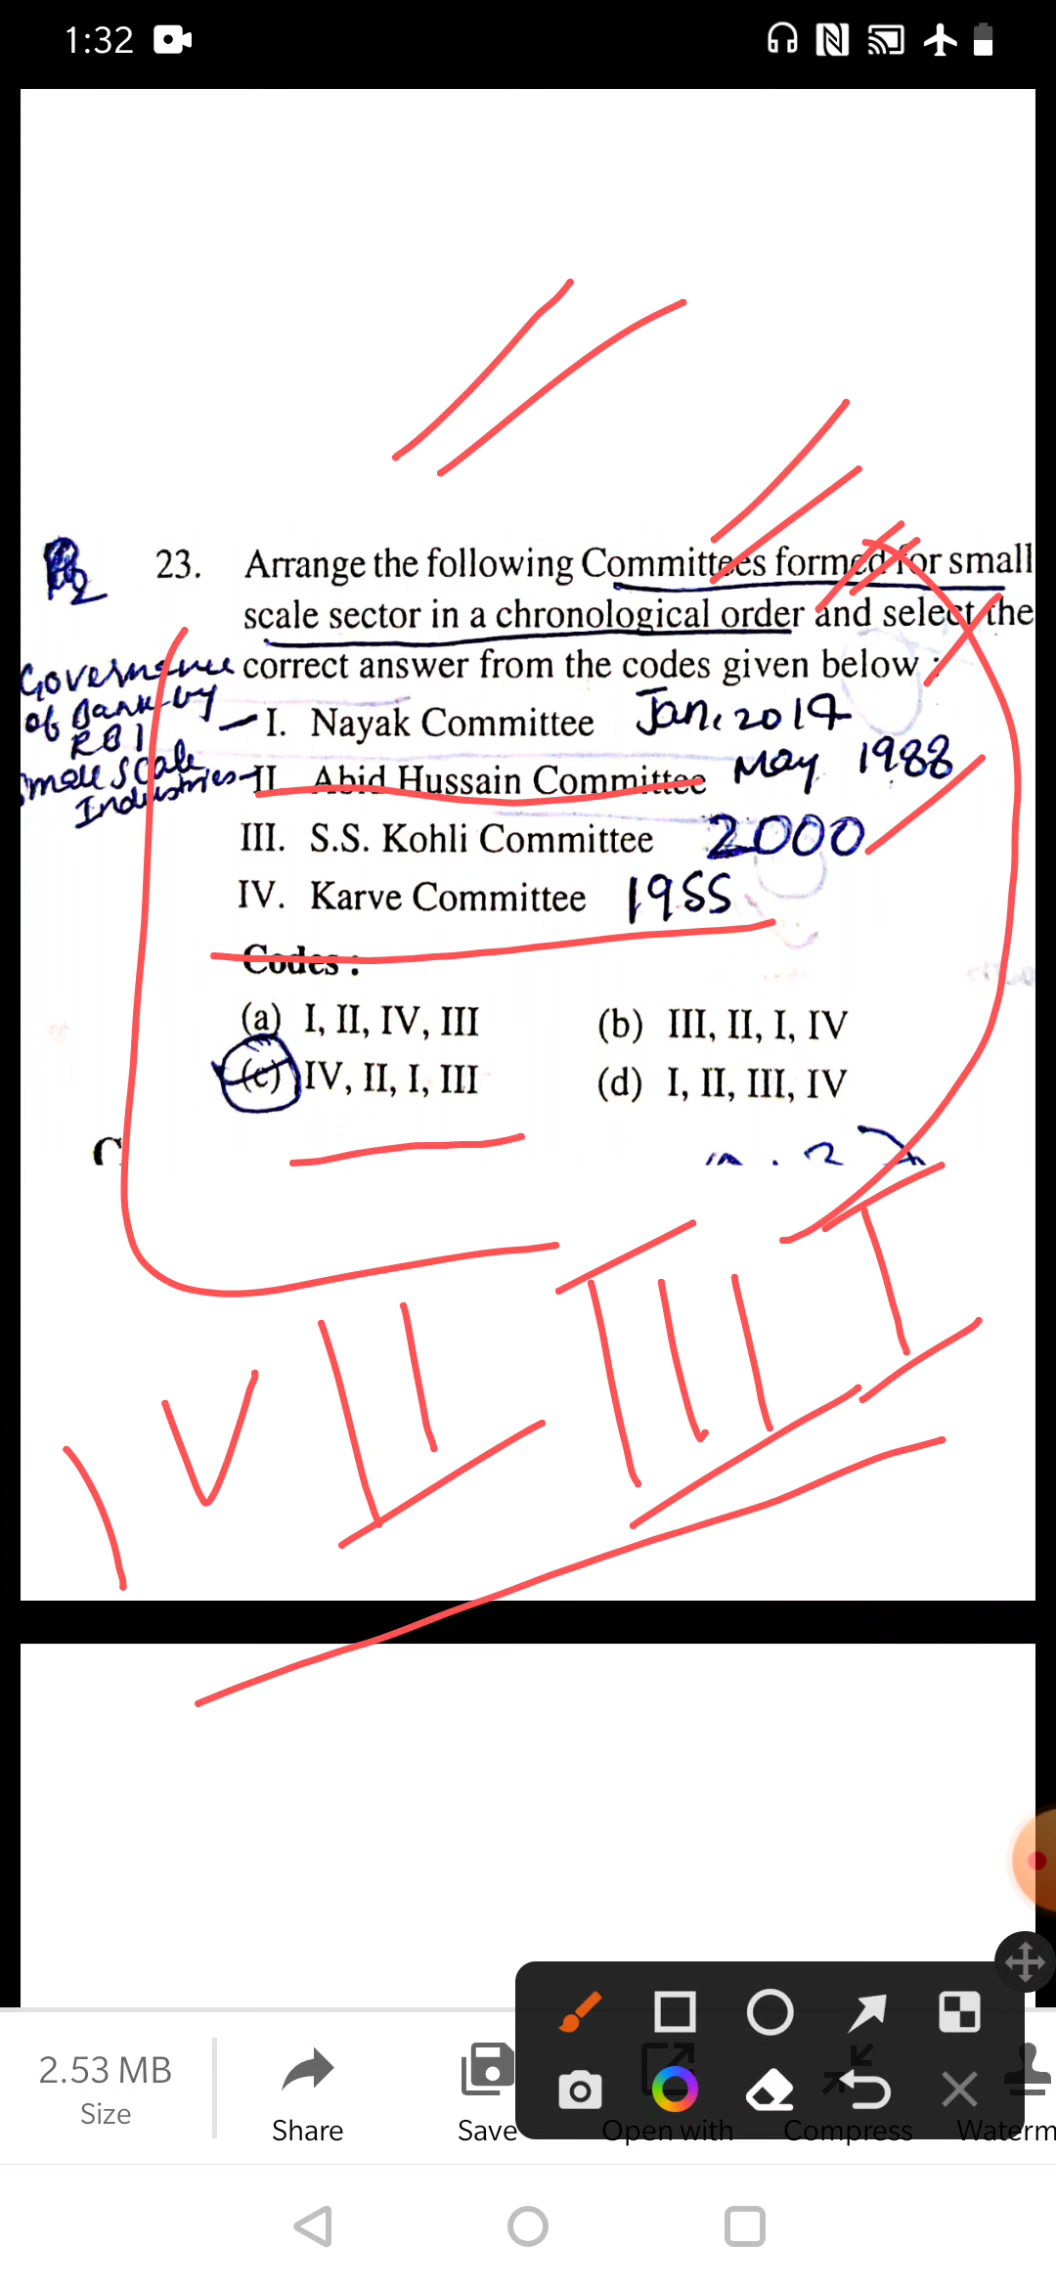 1:32
23. Arrange the following Committees formed for small
scale sector in a chronological order and select the
correct answer from the codes given below :
Governance
of Bank by
RBI
I. Nayak Committee Jan. 2014
small scale
Industries
II Abid Hussain Committee May 1988
III. S.S. Kohli Committee 2000
IV. Karve Committee 1955
Codes :
(a) I, II, IV, III (b) III, II, I, IV
(c) IV, II, I, III (d) I, II, III, IV
IV II III I
2.53 MB
Size
Share
Save
Open with
Compress
Waterm